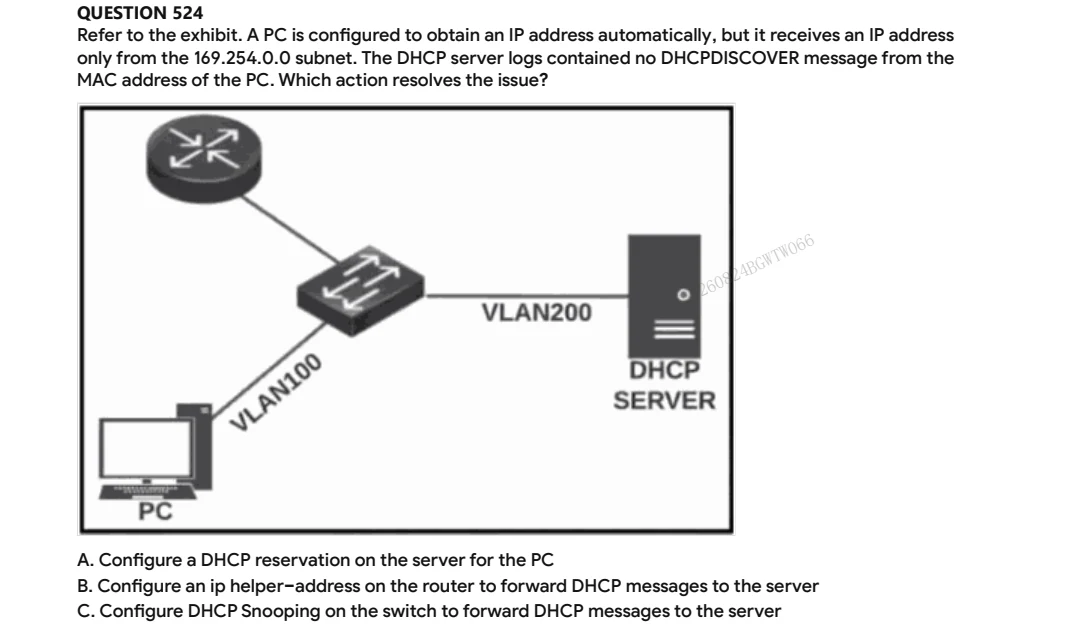 QUESTION 524
Refer to the exhibit. A PC is configured to obtain an IP address automatically, but it receives an IP address
only from the 169.254.0.0 subnet. The DHCP server logs contained no DHCPDISCOVER message from the
MAC address of the PC. Which action resolves the issue?
260824BGWTW066
VLAN200
VLAN100
DHCP
SERVER
PC
A. Configure a DHCP reservation on the server for the PC
B. Configure an ip helper-address on the router to forward DHCP messages to the server
C. Configure DHCP Snooping on the switch to forward DHCP messages to the server